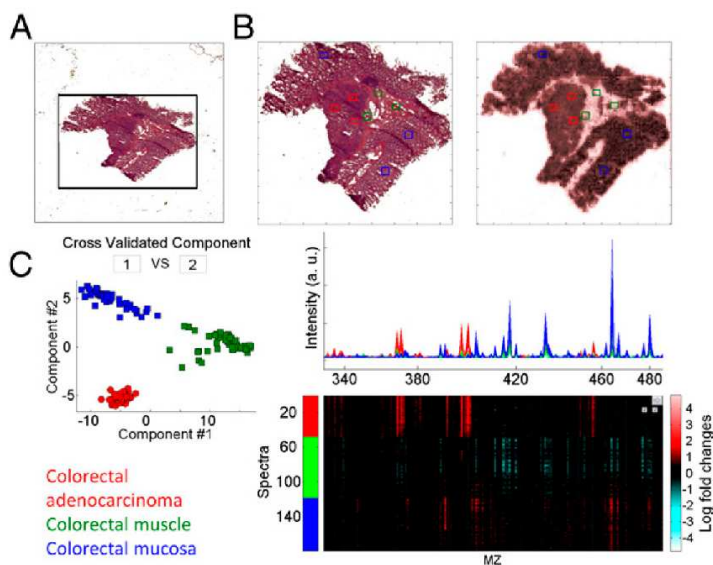 A
B
Cross Validated Component
1 VS 2
C
Component #2
5
0
-5
-10
0
10
Component #1
Colorectal
adenocarcinoma
Colorectal muscle
Colorectal mucosa
Intensity (a. u.)
340
380
420
460
480
Spectra
20
60
100
140
MZ
4
3
2
1
0
-1
-2
-4
Log fold changes